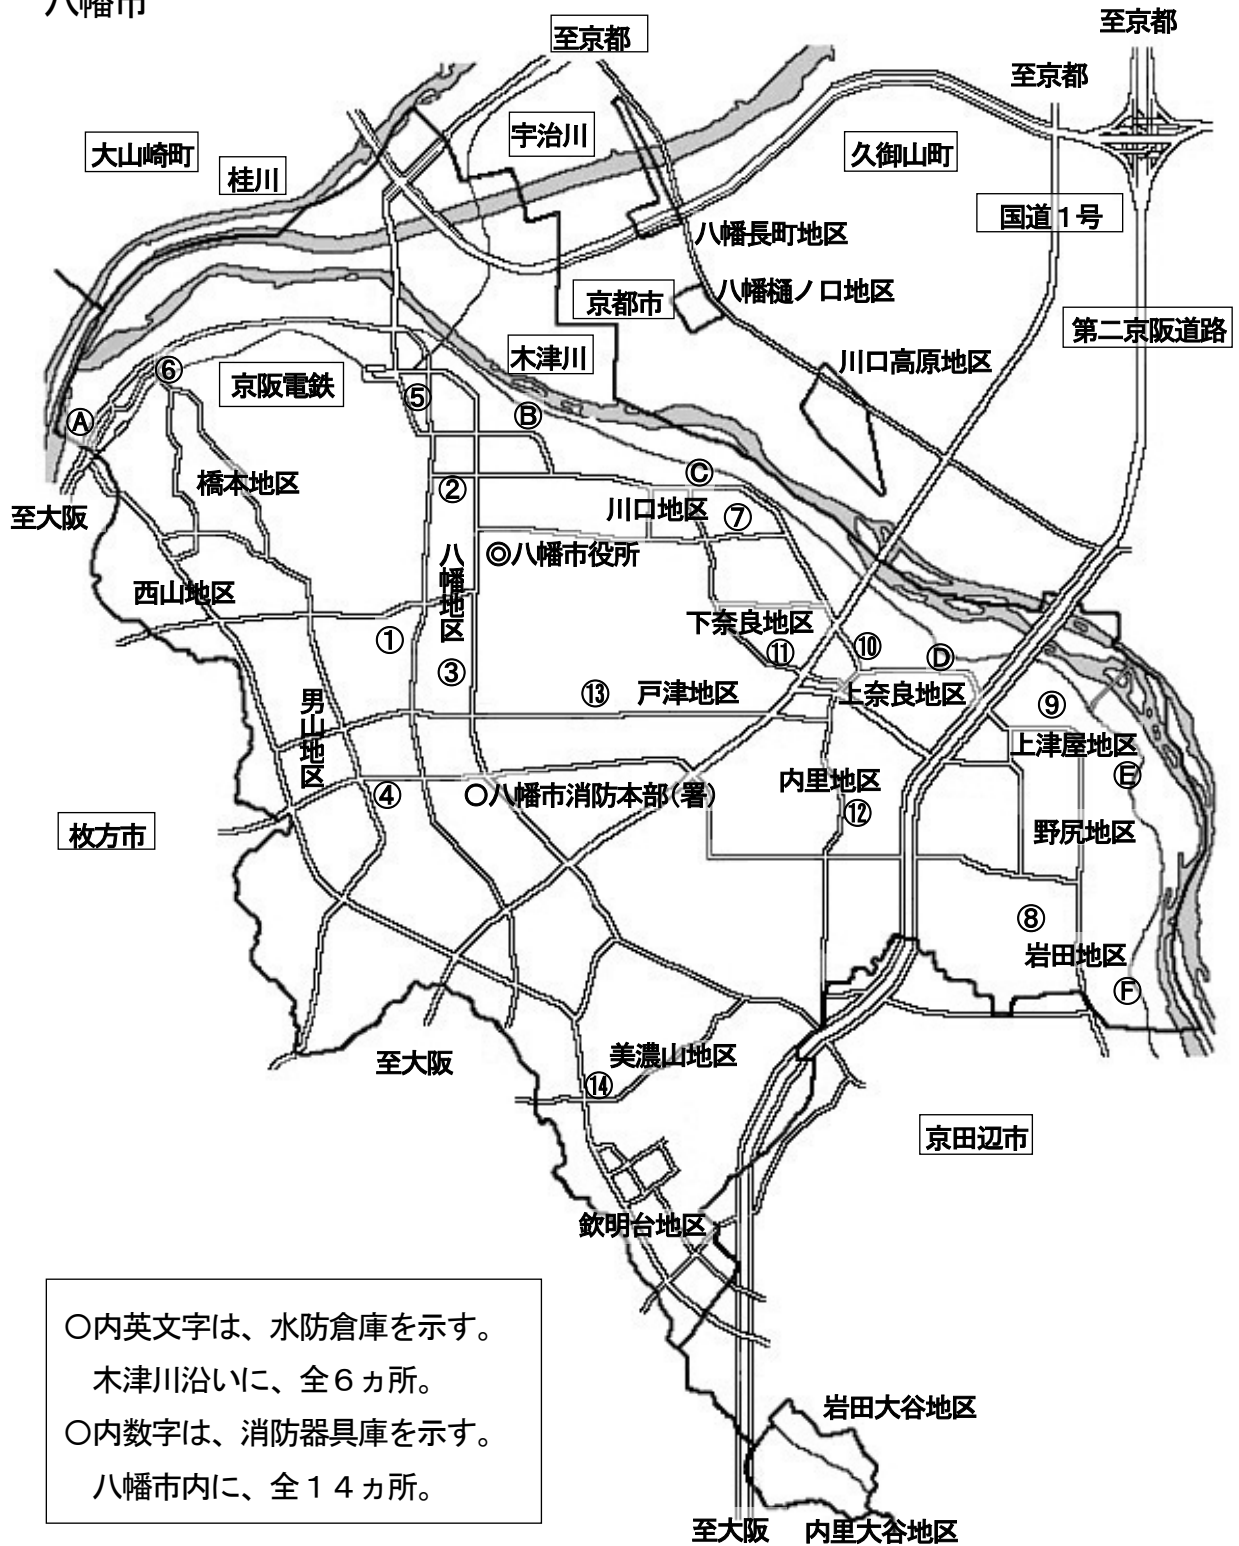 八幡市
至京都
至京都
至京都
大山崎町
宇治川
久御山町
桂川
国道１号
八幡長町地区
京都市
八幡樋ノ口地区
第二京阪道路
木津川
川口高原地区
⑥
京阪電鉄
⑤
Ⓐ
Ⓑ
橋本地区
②
Ⓒ
至大阪
川口地区
⑦
八幡地区
◎八幡市役所
西山地区
下奈良地区
①
⑪
⑩
Ⓓ
③
⑬
戸津地区
上奈良地区
⑨
男山地区
上津屋地区
内里地区
Ⓔ
④
○八幡市消防本部（署）
⑫
枚方市
野尻地区
⑧
岩田地区
Ⓕ
至大阪
美濃山地区
⑭
京田辺市
欽明台地区
○内英文字は、水防倉庫を示す。
木津川沿いに、全６ヵ所。
○内数字は、消防器具庫を示す。
八幡市内に、全１４ヵ所。
岩田大谷地区
至大阪
内里大谷地区